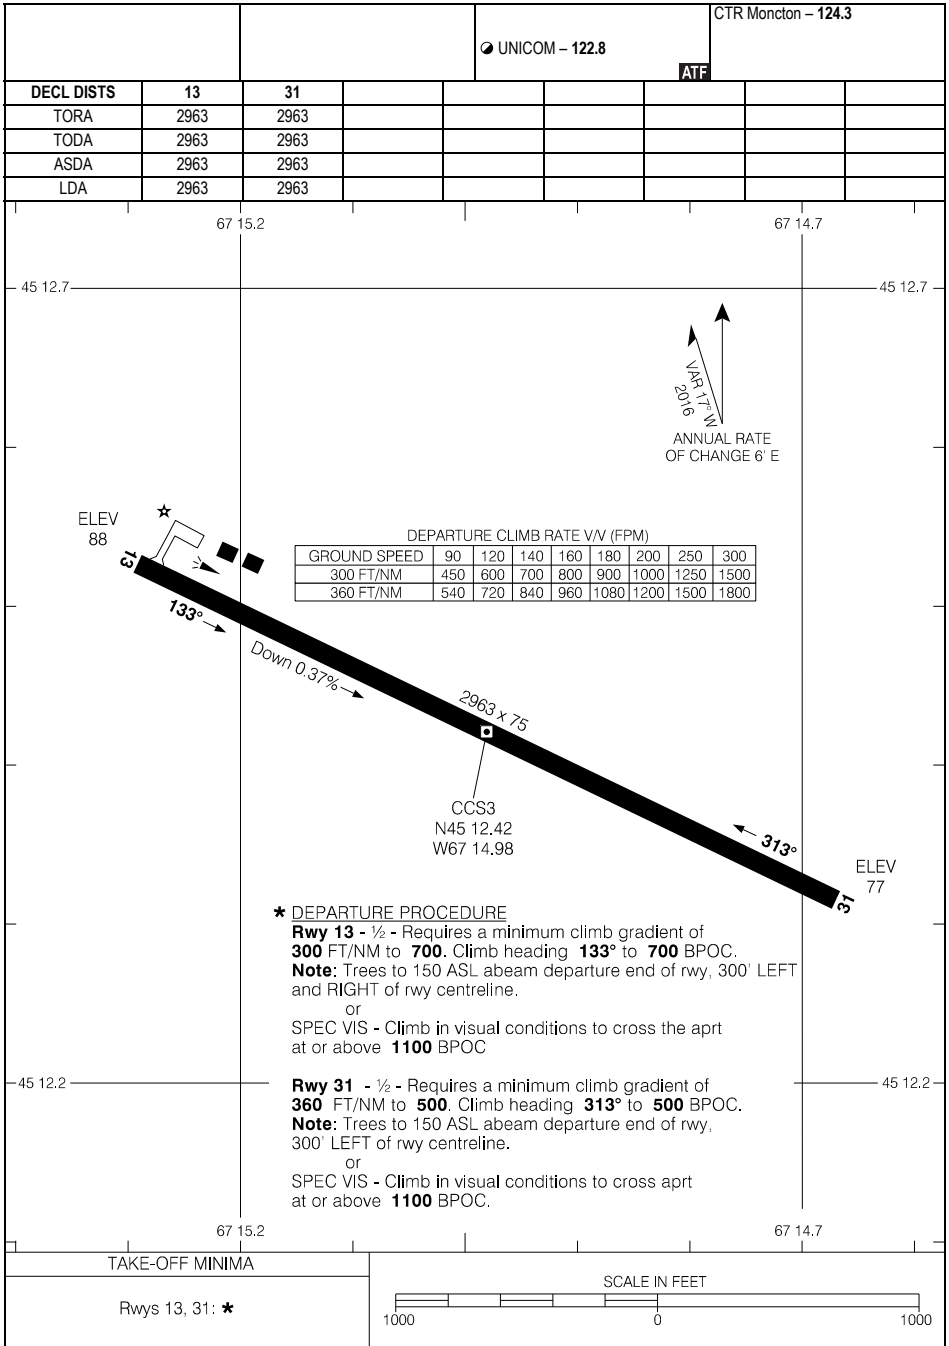 CTR Moncton – 124.3
UNICOM – 122.8
ATF
DECL DISTS 13 31
TORA 2963 2963
TODA 2963 2963
ASDA 2963 2963
LDA 2963 2963
67 15.2 67 14.7
45 12.7 45 12.7
VAR 17° W
2016
ANNUAL RATE
OF CHANGE 6' E
ELEV
88
13
DEPARTURE CLIMB RATE V/V (FPM)
GROUND SPEED 90 120 140 160 180 200 250 300
300 FT/NM 450 600 700 800 900 1000 1250 1500
360 FT/NM 540 720 840 960 1080 1200 1500 1800
133°
Down 0.37%
2963 x 75
CCS3
N45 12.42
W67 14.98
313°
ELEV
77
31
* DEPARTURE PROCEDURE
Rwy 13 - ½ - Requires a minimum climb gradient of
300 FT/NM to 700. Climb heading 133° to 700 BPOC.
Note: Trees to 150 ASL abeam departure end of rwy, 300' LEFT
and RIGHT of rwy centreline.
or
SPEC VIS - Climb in visual conditions to cross the aprt
at or above 1100 BPOC
45 12.2 45 12.2
Rwy 31 - ½ - Requires a minimum climb gradient of
360 FT/NM to 500. Climb heading 313° to 500 BPOC.
Note: Trees to 150 ASL abeam departure end of rwy,
300' LEFT of rwy centreline.
or
SPEC VIS - Climb in visual conditions to cross aprt
at or above 1100 BPOC.
67 15.2 67 14.7
TAKE-OFF MINIMA
Rwys 13, 31: *
SCALE IN FEET
1000 0 1000